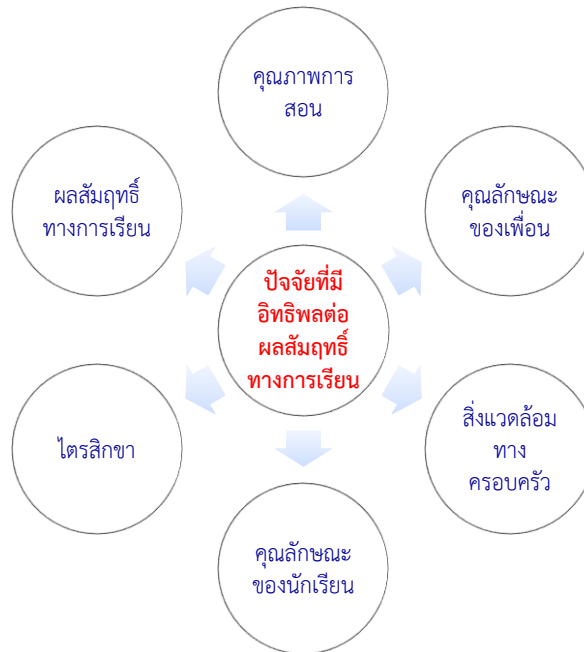 คุณภาพการ
สอน
ผลสัมฤทธิ์
ทางการเรียน
คุณลักษณะ
ของเพื่อน
ปัจจัยที่มี
อิทธิพลต่อ
ผลสัมฤทธิ์
ทางการเรียน
ไตรสิกขา
สิ่งแวดล้อม
ทาง
ครอบครัว
คุณลักษณะ
ของนักเรียน